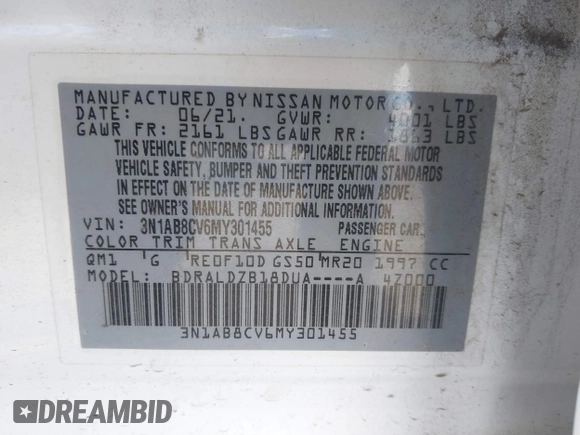 MANUFACTURED BY NISSAN MOTOR CO., LTD.
DATE: 06/21. GVWR: 4001 LBS
GAWR FR: 2161 LBS GAWR RR: 1863 LBS
THIS VEHICLE CONFORMS TO ALL APPLICABLE FEDERAL MOTOR
VEHICLE SAFETY, BUMPER AND THEFT PREVENTION STANDARDS
IN EFFECT ON THE DATE OF MANUFACTURE SHOWN ABOVE.
SEE OWNER'S MANUAL FOR ADDITIONAL INFORMATION.
VIN: 3N1AB8CV6MY301455 PASSENGER CAR
COLOR TRIM TRANS AXLE ENGINE
QM1 G RE0F10D GS50 MR20 1997 CC
MODEL: BDRALDZB18DUA----A 4Z000
3N1AB8CV6MY301455
DREAMBID